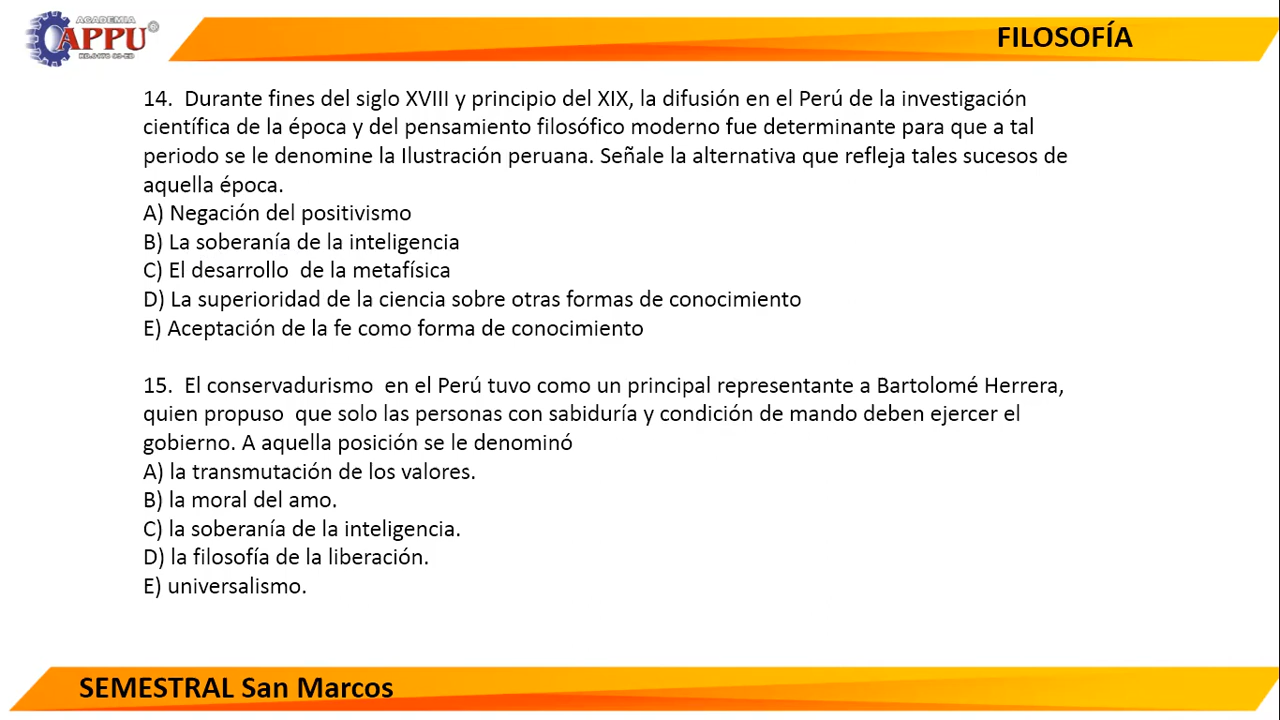 ACADEMIA
APPU
FILOSOFÍA
14. Durante fines del siglo XVIII y principio del XIX, la difusión en el Perú de la investigación
científica de la época y del pensamiento filosófico moderno fue determinante para que a tal
periodo se le denomine la Ilustración peruana. Señale la alternativa que refleja tales sucesos de
aquella época.
A) Negación del positivismo
B) La soberanía de la inteligencia
C) El desarrollo de la metafísica
D) La superioridad de la ciencia sobre otras formas de conocimiento
E) Aceptación de la fe como forma de conocimiento
15. El conservadurismo en el Perú tuvo como un principal representante a Bartolomé Herrera,
quien propuso que solo las personas con sabiduría y condición de mando deben ejercer el
gobierno. A aquella posición se le denominó
A) la transmutación de los valores.
B) la moral del amo.
C) la soberanía de la inteligencia.
D) la filosofía de la liberación.
E) universalismo.
SEMESTRAL San Marcos